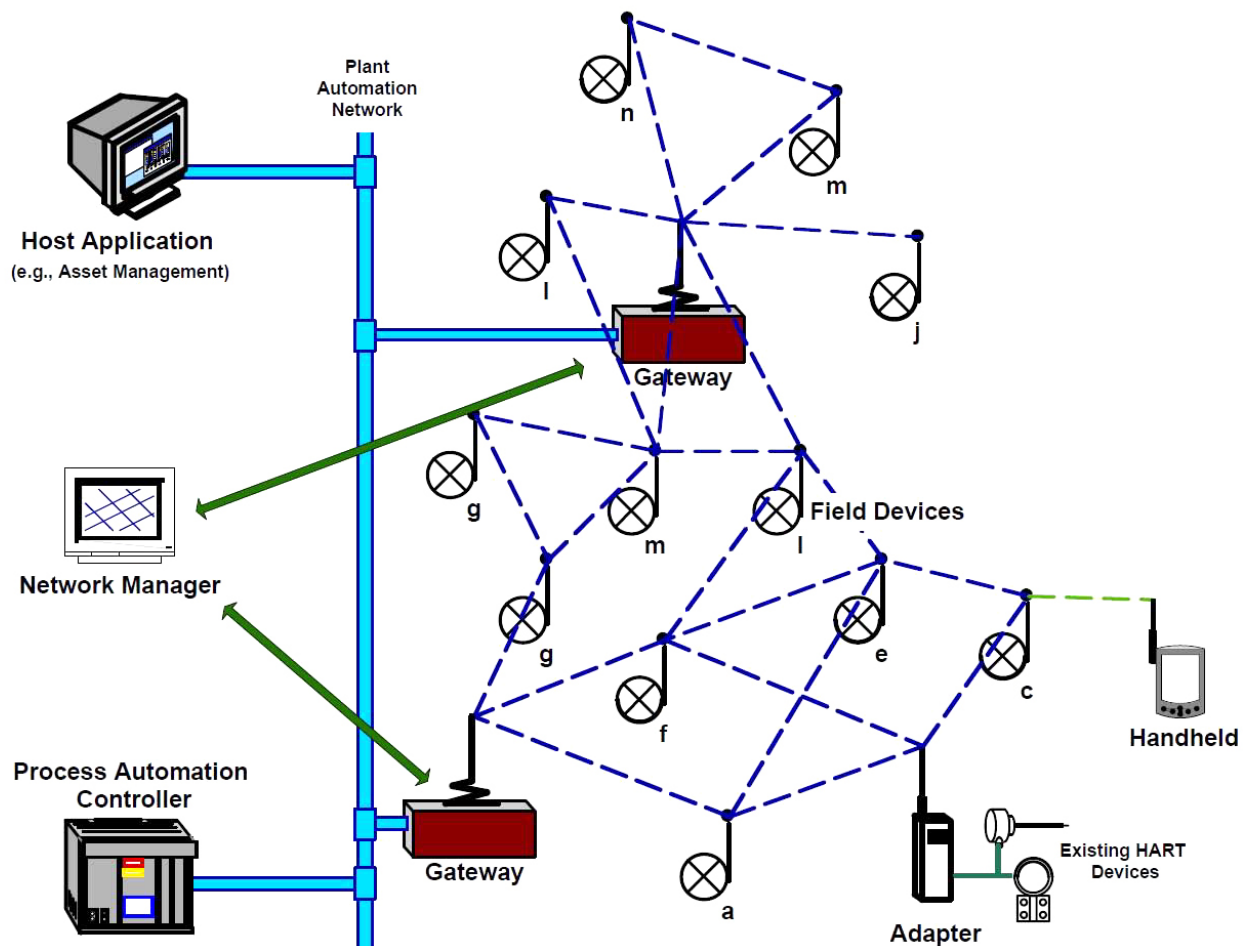 Plant
Automation
Network
n
m
Host Application
(e.g., Asset Management)
l
j
Gateway
g
m
l
Field Devices
Network Manager
g
e
c
f
Handheld
Process Automation
Controller
Gateway
a
Existing HART
Devices
Adapter